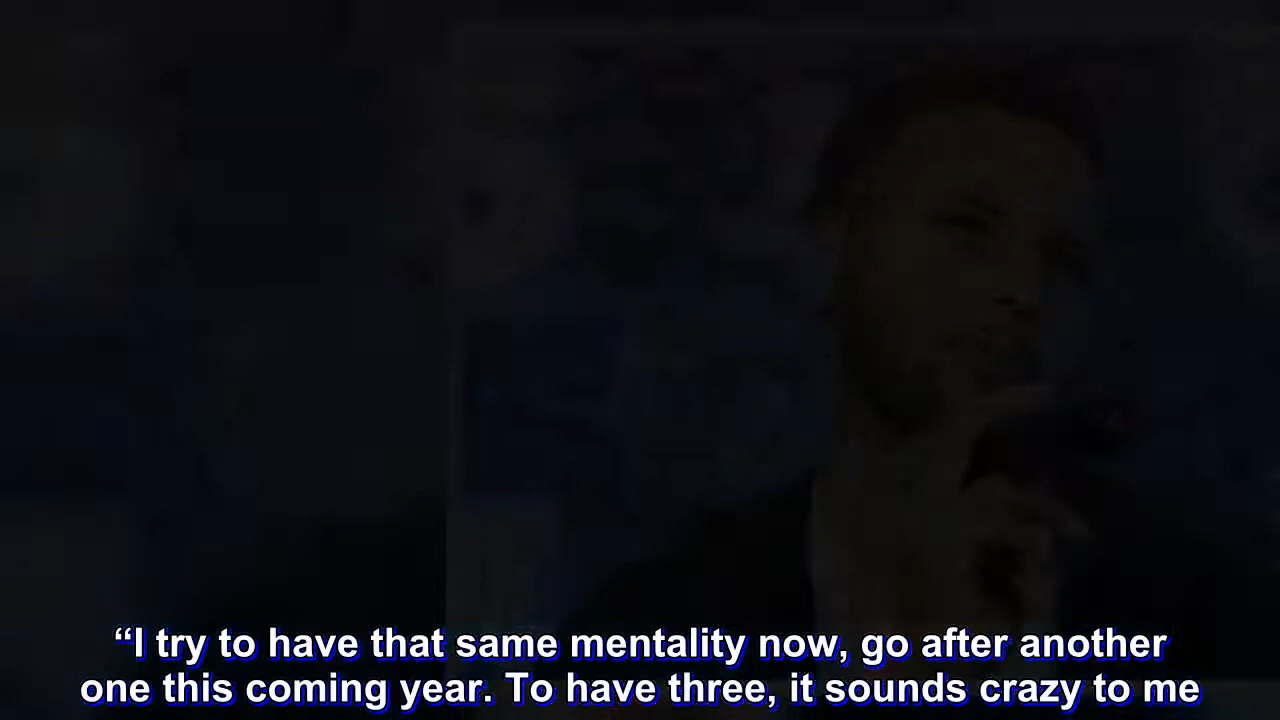 “I try to have that same mentality now, go after another
one this coming year. To have three, it sounds crazy to me